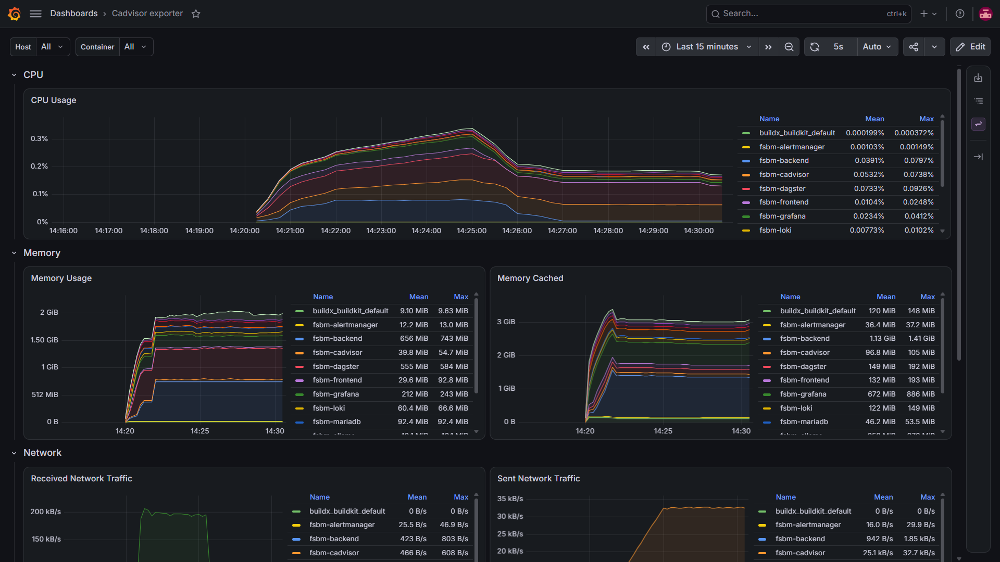 Dashboards › Cadvisor exporter
Search... ctrl+k
Host All Container All
Last 15 minutes 5s Auto Edit
CPU
CPU Usage
0.3%
0.2%
0.1%
0%
14:16:00 14:17:00 14:18:00 14:19:00 14:20:00 14:21:00 14:22:00 14:23:00 14:24:00 14:25:00 14:26:00 14:27:00 14:28:00 14:29:00 14:30:00
Name Mean Max
buildx_buildkit_default 0.000199% 0.000372%
fsbm-alertmanager 0.00103% 0.00149%
fsbm-backend 0.0391% 0.0797%
fsbm-cadvisor 0.0532% 0.0738%
fsbm-dagster 0.0733% 0.0926%
fsbm-frontend 0.0104% 0.0248%
fsbm-grafana 0.0234% 0.0412%
fsbm-loki 0.00773% 0.0102%
Memory
Memory Usage
2 GiB
1.50 GiB
1 GiB
512 MiB
0 B
14:20 14:25 14:30
Name Mean Max
buildx_buildkit_default 9.10 MiB 9.63 MiB
fsbm-alertmanager 12.2 MiB 13.0 MiB
fsbm-backend 656 MiB 743 MiB
fsbm-cadvisor 39.8 MiB 54.7 MiB
fsbm-dagster 555 MiB 584 MiB
fsbm-frontend 29.6 MiB 92.8 MiB
fsbm-grafana 212 MiB 243 MiB
fsbm-loki 60.4 MiB 66.6 MiB
fsbm-mariadb 92.4 MiB 92.4 MiB
Memory Cached
3 GiB
2 GiB
1 GiB
0 B
14:20 14:25 14:30
Name Mean Max
buildx_buildkit_default 120 MiB 148 MiB
fsbm-alertmanager 36.4 MiB 37.2 MiB
fsbm-backend 1.13 GiB 1.41 GiB
fsbm-cadvisor 96.8 MiB 105 MiB
fsbm-dagster 149 MiB 192 MiB
fsbm-frontend 132 MiB 193 MiB
fsbm-grafana 672 MiB 886 MiB
fsbm-loki 122 MiB 149 MiB
fsbm-mariadb 46.2 MiB 53.5 MiB
Network
Received Network Traffic
200 kB/s
150 kB/s
Name Mean Max
buildx_buildkit_default 0 B/s 0 B/s
fsbm-alertmanager 25.5 B/s 46.9 B/s
fsbm-backend 423 B/s 803 B/s
fsbm-cadvisor 466 B/s 608 B/s
Sent Network Traffic
35 kB/s
30 kB/s
25 kB/s
20 kB/s
Name Mean Max
buildx_buildkit_default 0 B/s 0 B/s
fsbm-alertmanager 16.0 B/s 29.9 B/s
fsbm-backend 942 B/s 1.85 kB/s
fsbm-cadvisor 25.1 kB/s 32.7 kB/s